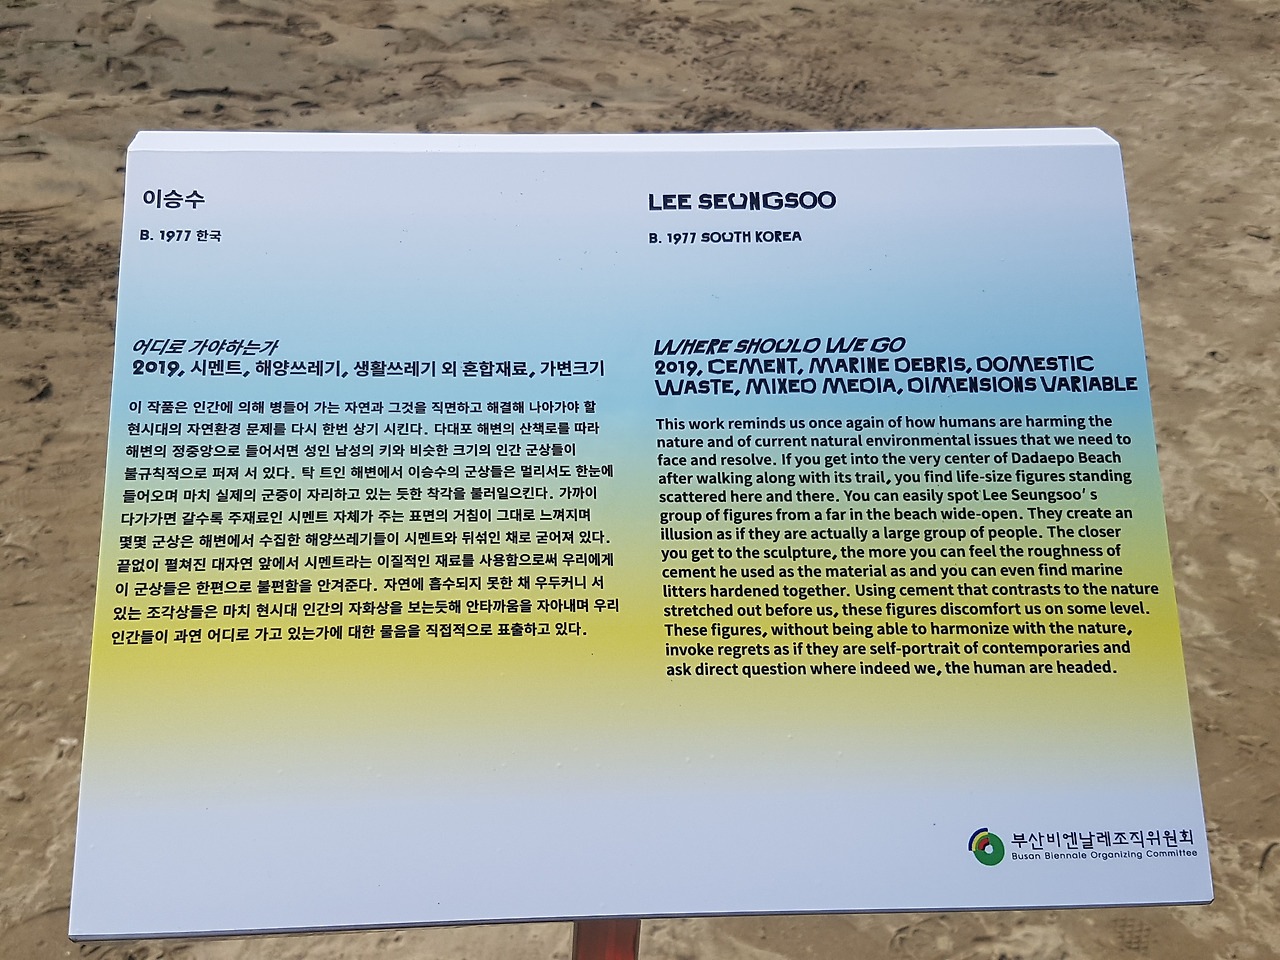 이승수
B. 1977 한국
어디로 가야하는가
2019, 시멘트, 해양쓰레기, 생활쓰레기 외 혼합재료, 가변크기
이 작품은 인간에 의해 병들어 가는 자연과 그것을 직면하고 해결해 나아가야 할
현시대의 자연환경 문제를 다시 한번 상기 시킨다. 다대포 해변의 산책로를 따라
해변의 정중앙으로 들어서면 성인 남성의 키와 비슷한 크기의 인간 군상들이
불규칙적으로 퍼져 서 있다. 탁 트인 해변에서 이승수의 군상들은 멀리서도 한눈에
들어오며 마치 실제의 군중이 자리하고 있는 듯한 착각을 불러일으킨다. 가까이
다가가면 갈수록 주재료인 시멘트 자체가 주는 표면의 거침이 그대로 느껴지며
몇몇 군상은 해변에서 수집한 해양쓰레기들이 시멘트와 뒤섞인 채로 굳어져 있다.
끝없이 펼쳐진 대자연 앞에서 시멘트라는 이질적인 재료를 사용함으로써 우리에게
이 군상들은 한편으로 불편함을 안겨준다. 자연에 흡수되지 못한 채 우두커니 서
있는 조각상들은 마치 현시대 인간의 자화상을 보는듯해 안타까움을 자아내며 우리
인간들이 과연 어디로 가고 있는가에 대한 물음을 직접적으로 표출하고 있다.
LEE SEUNGSOO
B. 1977 SOUTH KOREA
WHERE SHOULD WE GO
2019, CEMENT, MARINE DEBRIS, DOMESTIC
WASTE, MIXED MEDIA, DIMENSIONS VARIABLE
This work reminds us once again of how humans are harming the
nature and of current natural environmental issues that we need to
face and resolve. If you get into the very center of Dadaepo Beach
after walking along with its trail, you find life-size figures standing
scattered here and there. You can easily spot Lee Seungsoo's
group of figures from a far in the beach wide-open. They create an
illusion as if they are actually a large group of people. The closer
you get to the sculpture, the more you can feel the roughness of
cement he used as the material as and you can even find marine
litters hardened together. Using cement that contrasts to the nature
stretched out before us, these figures discomfort us on some level.
These figures, without being able to harmonize with the nature,
invoke regrets as if they are self-portrait of contemporaries and
ask direct question where indeed we, the human are headed.
부산비엔날레조직위원회
Busan Biennale Organizing Committee